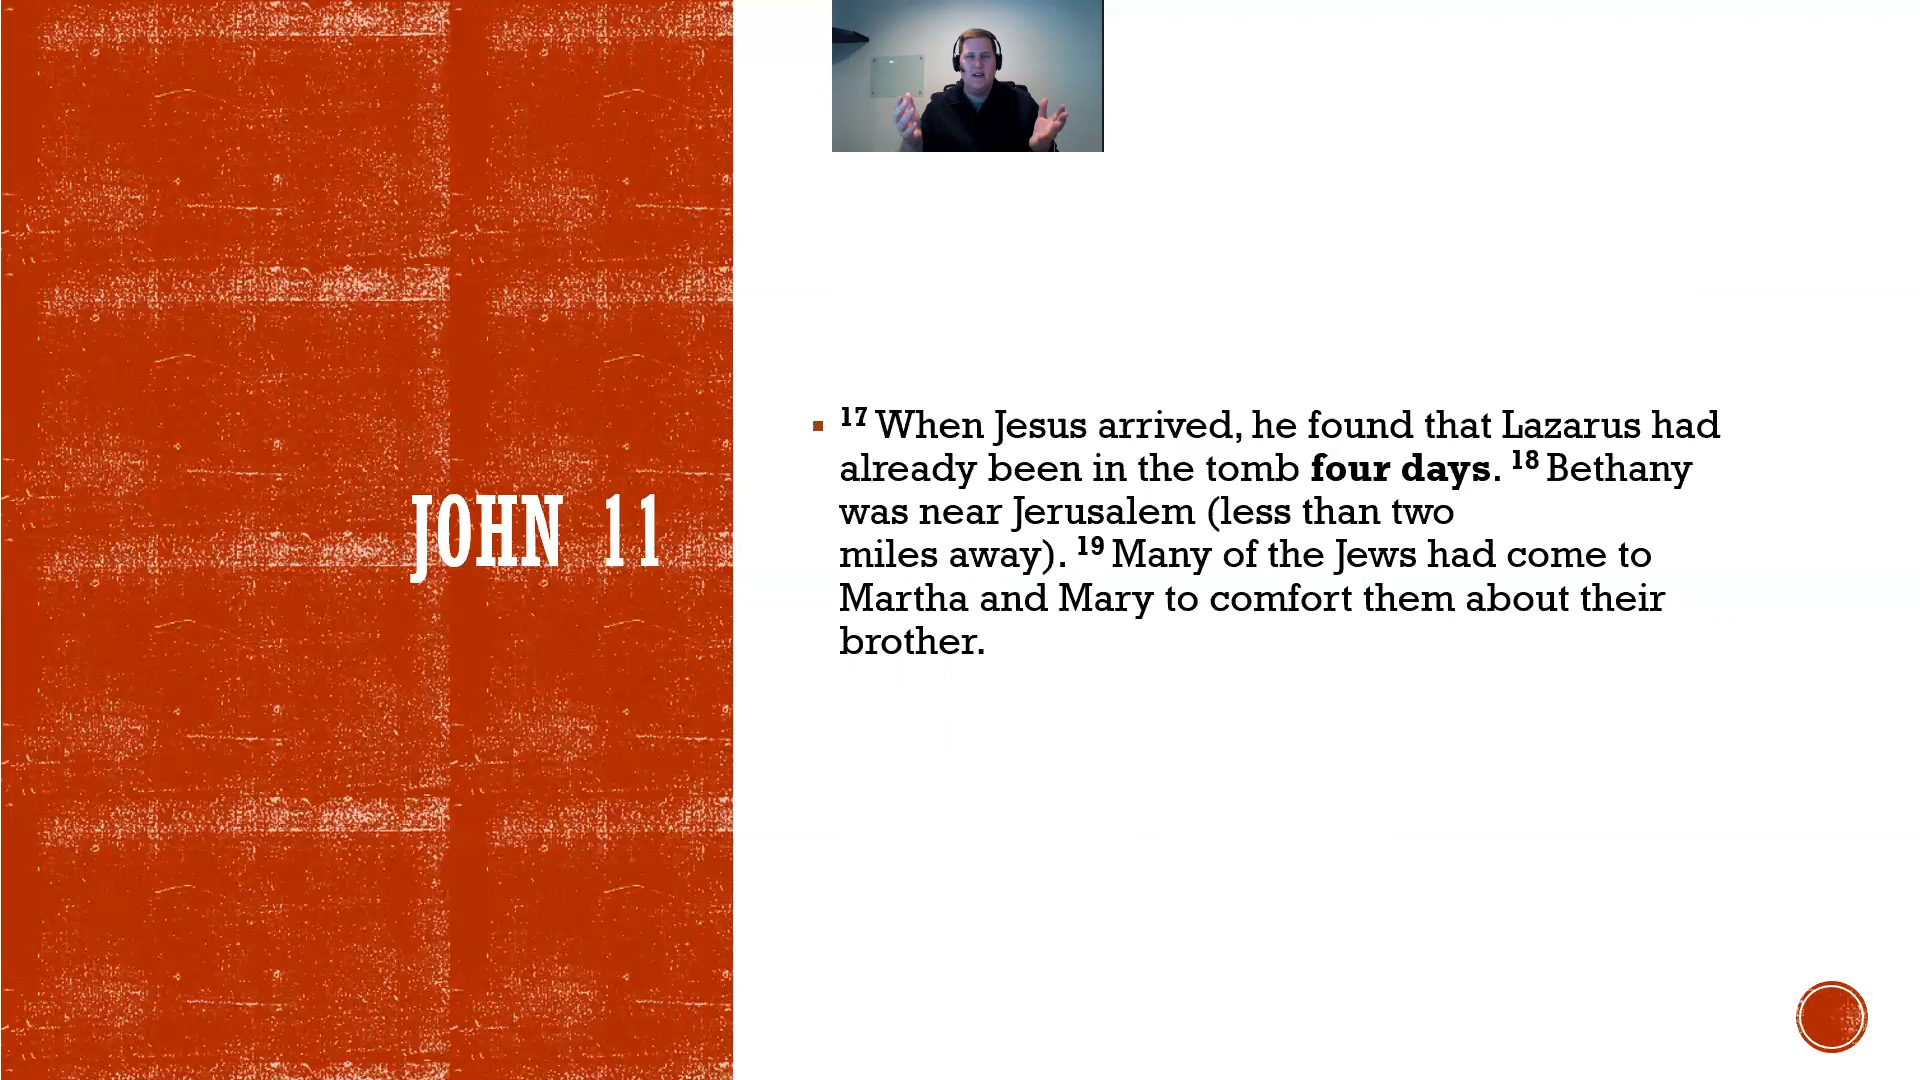 JOHN 11
17 When Jesus arrived, he found that Lazarus had
already been in the tomb four days. 18 Bethany
was near Jerusalem (less than two
miles away). 19 Many of the Jews had come to
Martha and Mary to comfort them about their
brother.